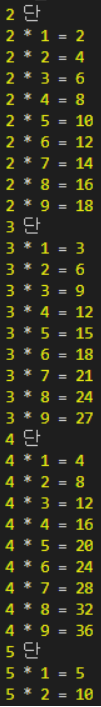 2 단
2 * 1 = 2
2 * 2 = 4
2 * 3 = 6
2 * 4 = 8
2 * 5 = 10
2 * 6 = 12
2 * 7 = 14
2 * 8 = 16
2 * 9 = 18
3 단
3 * 1 = 3
3 * 2 = 6
3 * 3 = 9
3 * 4 = 12
3 * 5 = 15
3 * 6 = 18
3 * 7 = 21
3 * 8 = 24
3 * 9 = 27
4 단
4 * 1 = 4
4 * 2 = 8
4 * 3 = 12
4 * 4 = 16
4 * 5 = 20
4 * 6 = 24
4 * 7 = 28
4 * 8 = 32
4 * 9 = 36
5 단
5 * 1 = 5
5 * 2 = 10